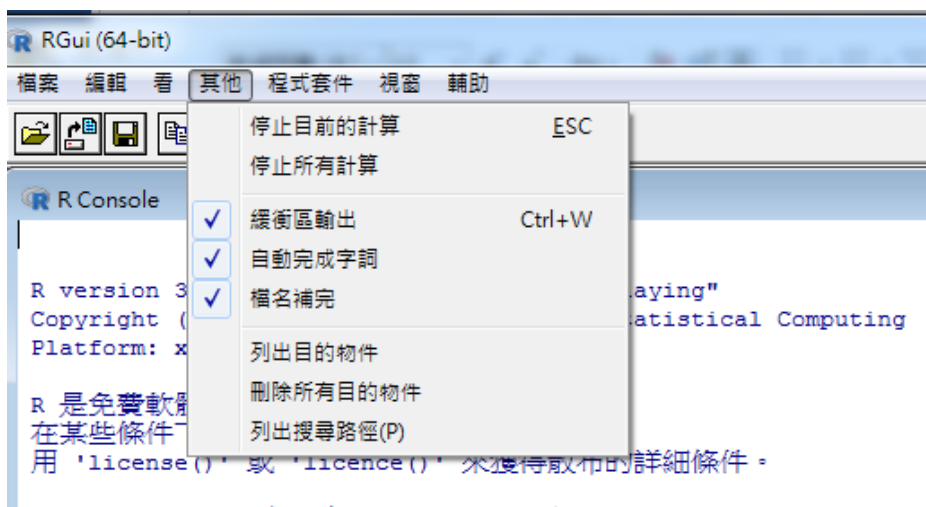 RGui (64-bit)
檔案 編輯 看 其他 程式套件 視窗 輔助
停止目前的計算 ESC
停止所有計算
緩衝區輸出 Ctrl+W
自動完成字詞
檔名補完
列出目的物件
刪除所有目的物件
列出搜尋路徑(P)
R Console
R version 3 aying"
Copyright ( atistical Computing
Platform: x
R 是免費軟體
在某些條件下
用 'license()' 或 'licence()' 來獲得散布的詳細條件。